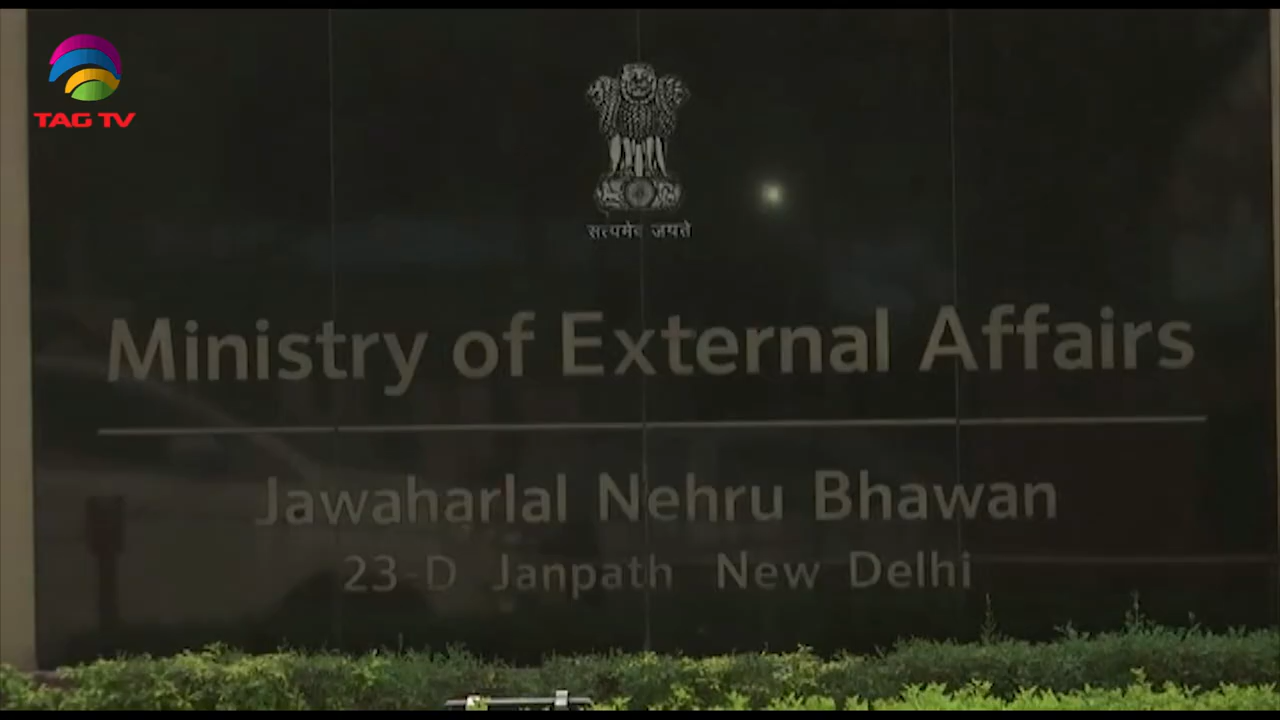 TAG TV
सत्यमेव जयते
Ministry of External Affairs
Jawaharlal Nehru Bhawan
23-D Janpath New Delhi